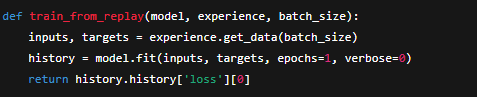 def train_from_replay(model, experience, batch_size):
    inputs, targets = experience.get_data(batch_size)
    history = model.fit(inputs, targets, epochs=1, verbose=0)
    return history.history['loss'][0]